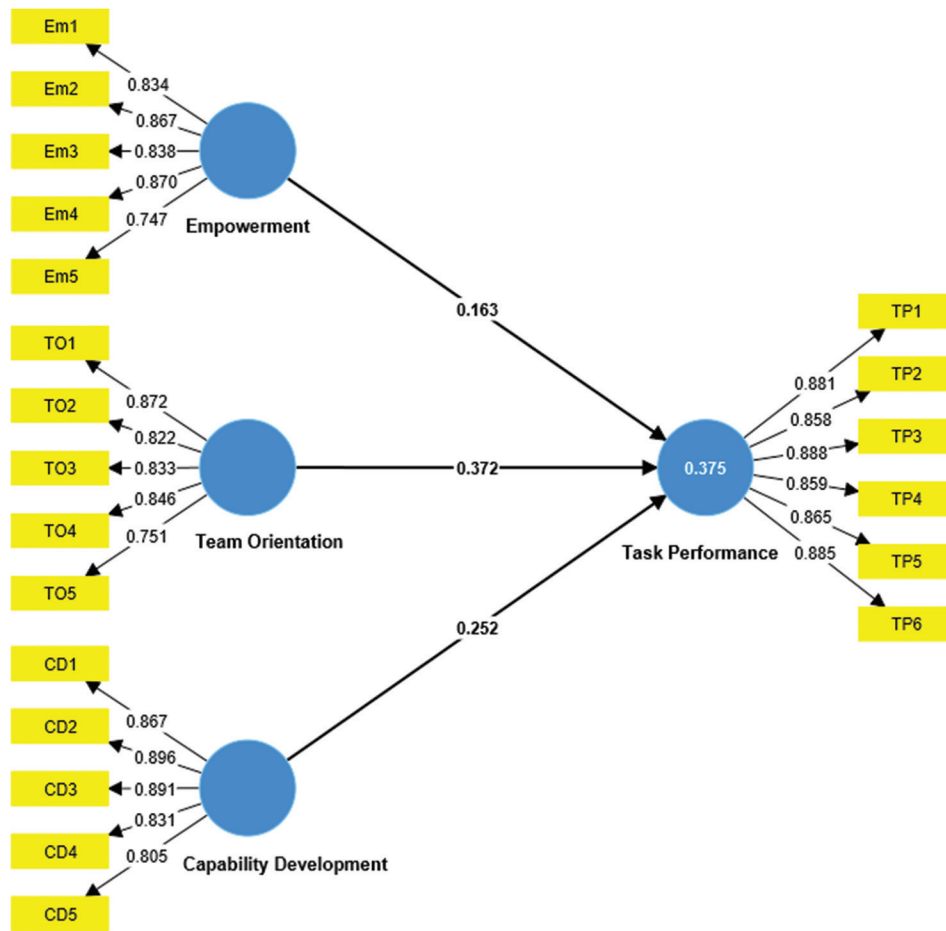 Em1
0.834
Em2
0.867
Em3
0.838
Em4
0.870
Em5
0.747
Empowerment
0.163
TO1
0.872
TO2
0.822
TO3
0.833
TO4
0.846
TO5
0.751
Team Orientation
0.372
CD1
0.867
CD2
0.896
CD3
0.891
CD4
0.831
CD5
0.805
Capability Development
0.252
0.375
Task Performance
TP1
0.881
TP2
0.858
TP3
0.888
TP4
0.859
TP5
0.865
TP6
0.885